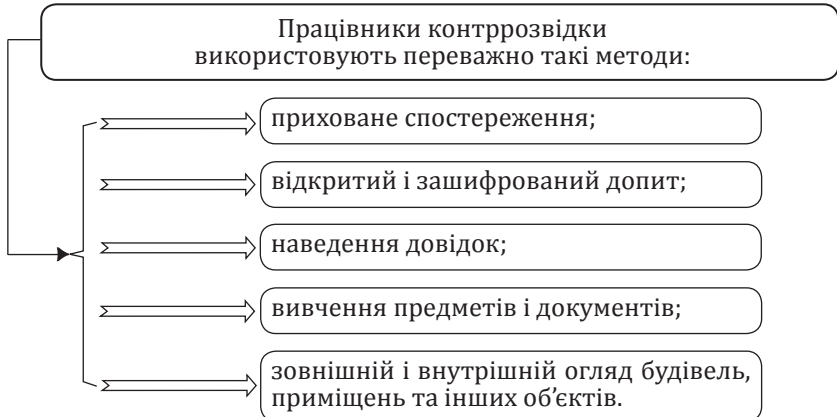 Працівники контррозвідки
використовують переважно такі методи:
приховане спостереження;
відкритий і зашифрований допит;
наведення довідок;
вивчення предметів і документів;
зовнішній і внутрішній огляд будівель,
приміщень та інших об’єктів.